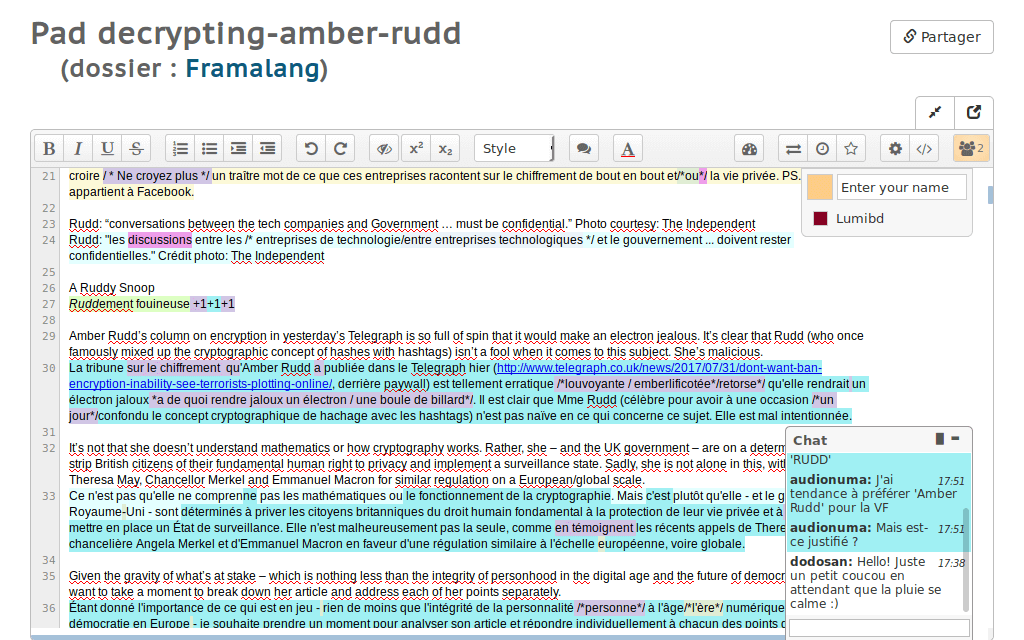 Pad decrypting-amber-rudd
Partager
(dossier : Framalang)
B I U S
x² x₂
Style
A
2
21 croire /* Ne croyez plus */ un traître mot de ce que ces entreprises racontent sur le chiffrement de bout en bout et/*ou*/ la vie privée. PS.
appartient à Facebook.
Enter your name
Lumibd
22
23 Rudd: “conversations between the tech companies and Government … must be confidential.” Photo courtesy: The Independent
24 Rudd: "les discussions entre les /* entreprises de technologie/entre entreprises technologiques */ et le gouvernement ... doivent rester
confidentielles." Crédit photo: The Independent
25
26 A Ruddy Snoop
27 Ruddement fouineuse +1+1+1
28
29 Amber Rudd’s column on encryption in yesterday’s Telegraph is so full of spin that it would make an electron jealous. It’s clear that Rudd (who once
famously mixed up the cryptographic concept of hashes with hashtags) isn’t a fool when it comes to this subject. She’s malicious.
30 La tribune sur le chiffrement qu'Amber Rudd a publiée dans le Telegraph hier (http://www.telegraph.co.uk/news/2017/07/31/dont-want-ban-
encryption-inability-see-terrorists-plotting-online/, derrière paywall) est tellement erratique /*louvoyante / emberlificotée*/retorse*/ qu'elle rendrait un
électron jaloux *a de quoi rendre jaloux un électron / une boule de billard*/. Il est clair que Mme Rudd (célèbre pour avoir à une occasion /*un
jour*/confondu le concept cryptographique de hachage avec les hashtags) n'est pas naïve en ce qui concerne ce sujet. Elle est mal intentionnée.
31
32 It’s not that she doesn’t understand mathematics or how cryptography works. Rather, she – and the UK government – are on a determ
strip British citizens of their fundamental human right to privacy and implement a surveillance state. Sadly, she is not alone in this, wit
Theresa May, Chancellor Merkel and Emmanuel Macron for similar regulation on a European/global scale.
33 Ce n'est pas qu'elle ne comprenne pas les mathématiques ou le fonctionnement de la cryptographie. Mais c'est plutôt qu'elle - et le g
Royaume-Uni - sont déterminés à priver les citoyens britanniques du droit humain fondamental à la protection de leur vie privée et à
mettre en place un État de surveillance. Elle n'est malheureusement pas la seule, comme en témoignent les récents appels de There
chancelière Angela Merkel et d'Emmanuel Macron en faveur d'une régulation similaire à l'échelle européenne, voire globale.
34
35 Given the gravity of what’s at stake – which is nothing less than the integrity of personhood in the digital age and the future of democr
want to take a moment to break down her article and address each of her points separately.
36 Étant donné l'importance de ce qui est en jeu - rien de moins que l'intégrité de la personnalité /*personne*/ à l'âge/*l'ère*/ numérique
démocratie en Europe - je souhaite prendre un moment pour analyser son article et répondre individuellement à chacun des points
Chat
'RUDD'
audionuma: J'ai 17:51
tendance à préférer 'Amber
Rudd' pour la VF
audionuma: Mais est- 17:51
ce justifié ?
dodosan: Hello! Juste 17:38
un petit coucou en
attendant que la pluie se
calme :)